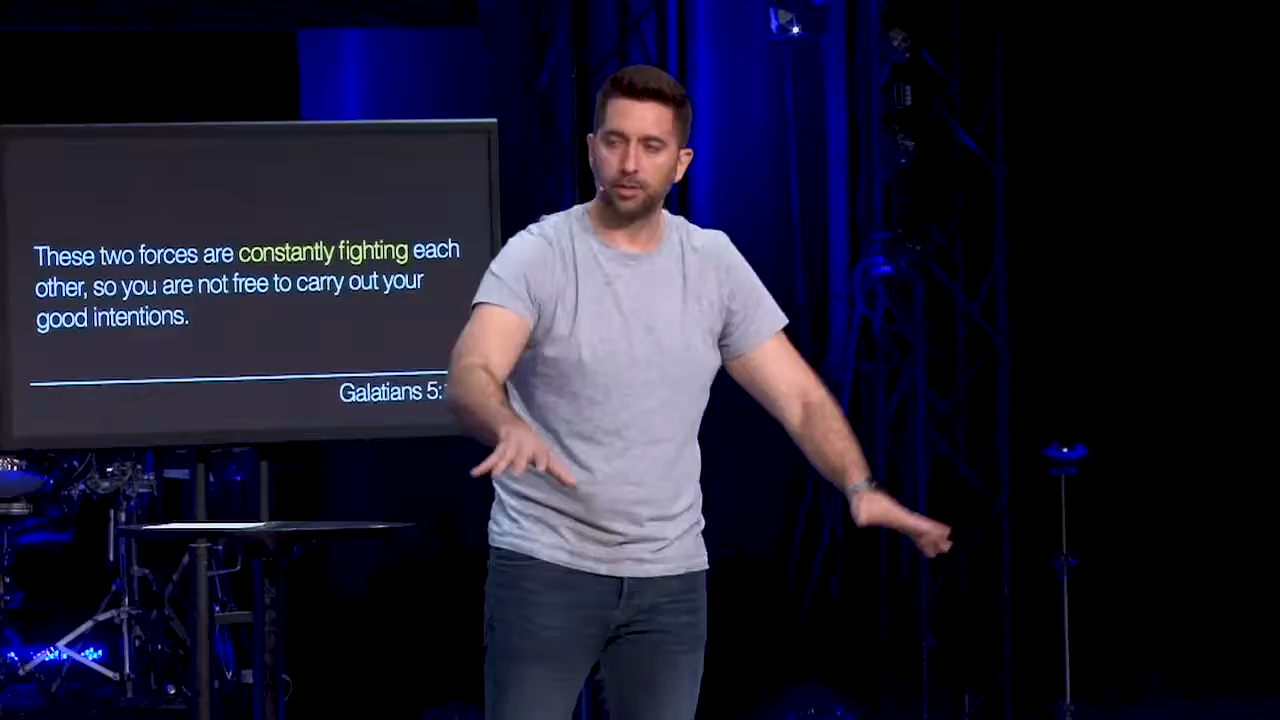 These two forces are constantly fighting each
other, so you are not free to carry out your
good intentions.
Galatians 5: